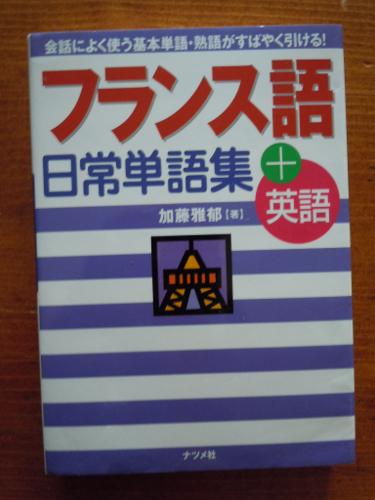 会話によく使う基本単語・熟語がすばやく引ける!
フランス語
日常単語集
+
英語
加藤雅郁【著】
ナツメ社